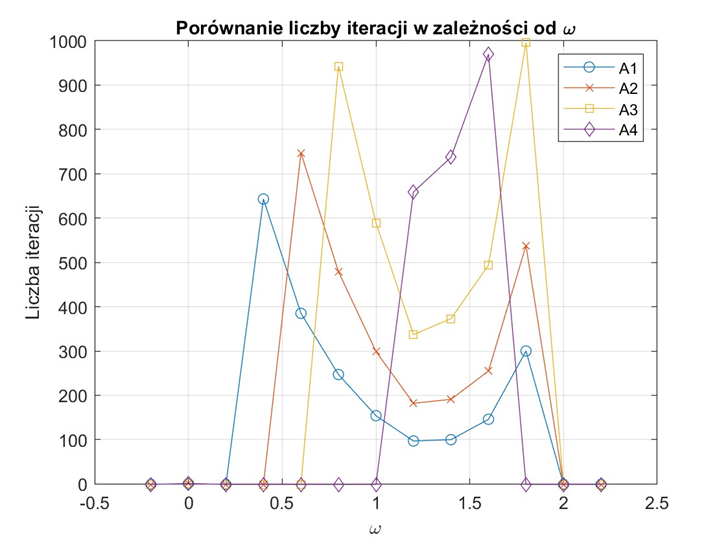 Porównanie liczby iteracji w zależności od ω
1000
900
800
700
600
500
400
300
200
100
0
Liczba iteracji
A1
A2
A3
A4
-0.5 0 0.5 1 1.5 2 2.5
ω